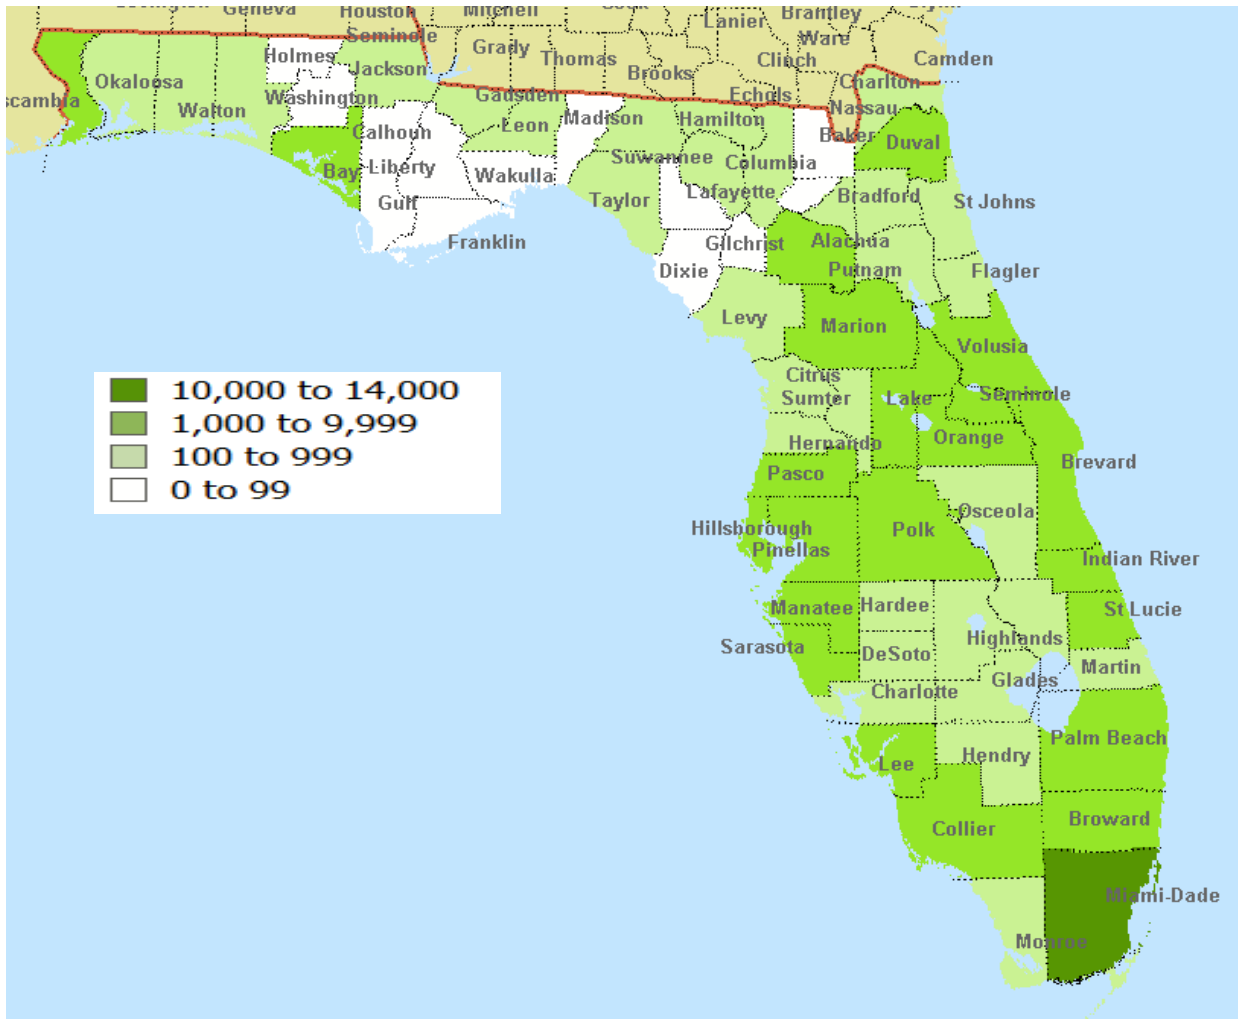 Geneva
Houston
Mitchell
Lanier
Brantley
Seminole
Ware
Grady
Thomas
Clinch
Camden
Holmes
Jackson
Brooks
Okaloosa
Charlton
Echols
scambia
Washington
Gadsden
Nassau
Walton
Madison
Hamilton
Leon
Calhoun
Baker
Duval
Suwannee
Columbia
Bay
Liberty
Wakulla
Lafayette
Bradford
Gulf
Taylor
St Johns
Franklin
Gilchrist
Alachua
Dixie
Putnam
Flagler
Levy
Marion
Volusia
Citrus
10,000 to 14,000
Sumter
Lake
Seminole
1,000 to 9,999
Hernando
Orange
100 to 999
Brevard
Pasco
0 to 99
Osceola
Hillsborough
Polk
Pinellas
Indian River
Manatee
Hardee
St Lucie
Highlands
Sarasota
DeSoto
Martin
Glades
Charlotte
Palm Beach
Hendry
Lee
Broward
Collier
Miami-Dade
Monroe